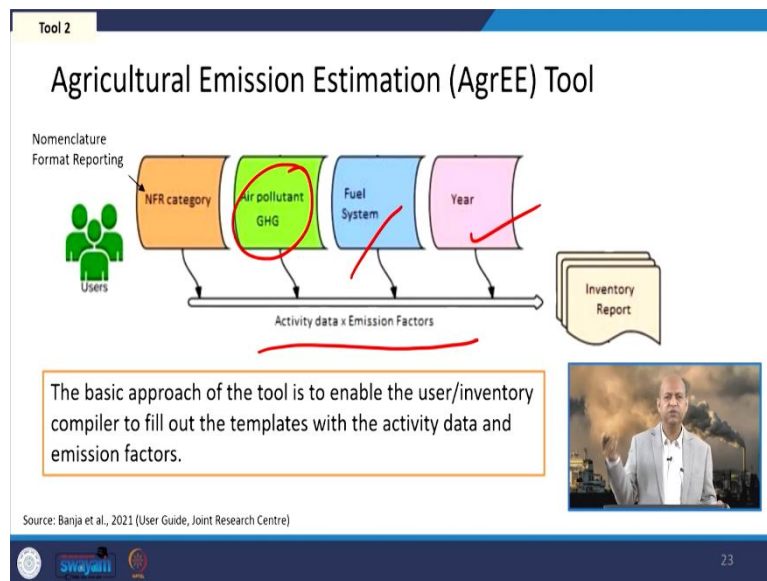 Tool 2
Agricultural Emission Estimation (AgrEE) Tool
Nomenclature
Format Reporting
NFR category
Air pollutant
GHG
Fuel
System
Year
Users
Activity data x Emission Factors
Inventory
Report
The basic approach of the tool is to enable the user/inventory
compiler to fill out the templates with the activity data and
emission factors.
Source: Banja et al., 2021 (User Guide, Joint Research Centre)
swayam
23